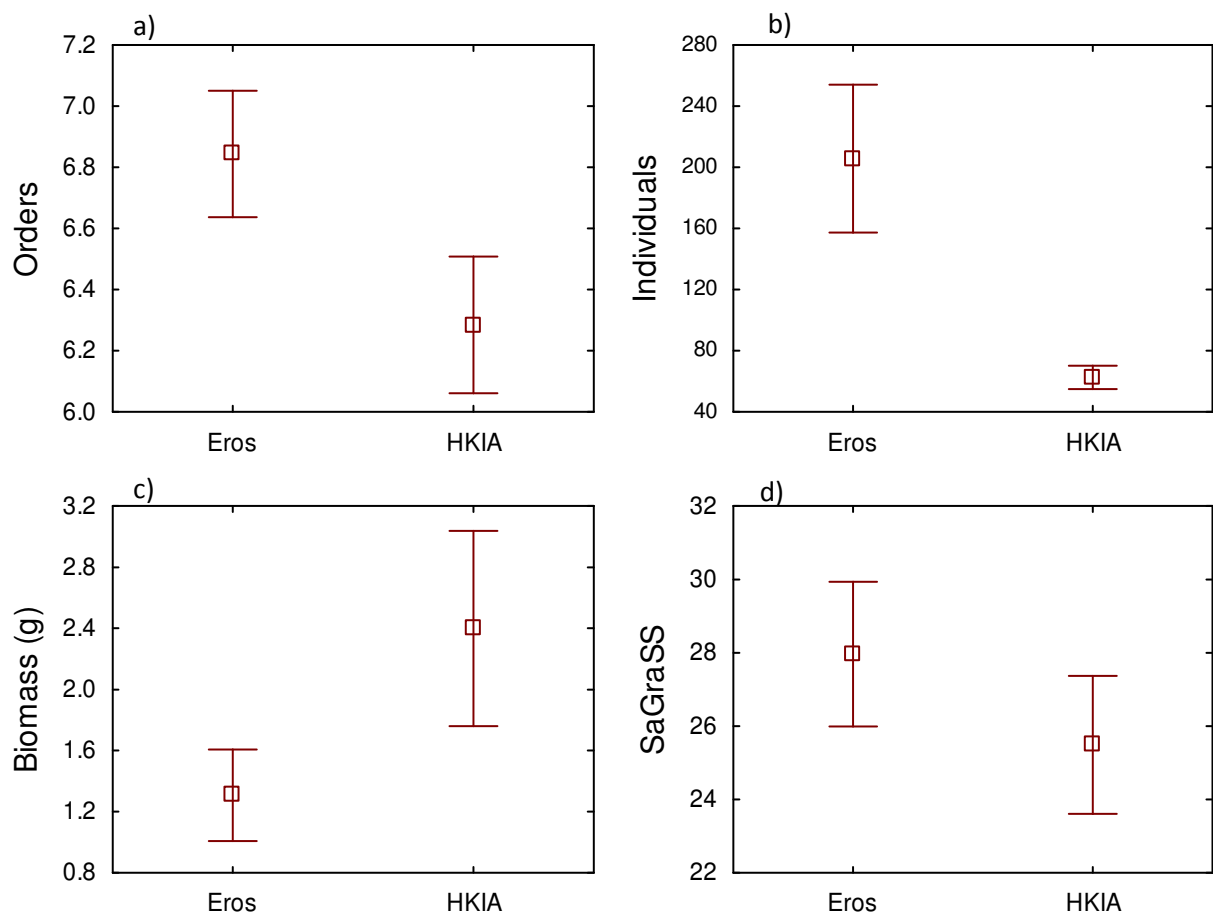 a)
7.2
7.0
6.8
6.6
6.4
6.2
6.0
Orders
Eros HKIA
b)
280
240
200
160
120
80
40
Individuals
Eros HKIA
c)
3.2
2.8
2.4
2.0
1.6
1.2
0.8
Biomass (g)
Eros HKIA
d)
32
30
28
26
24
22
SaGraSS
Eros HKIA